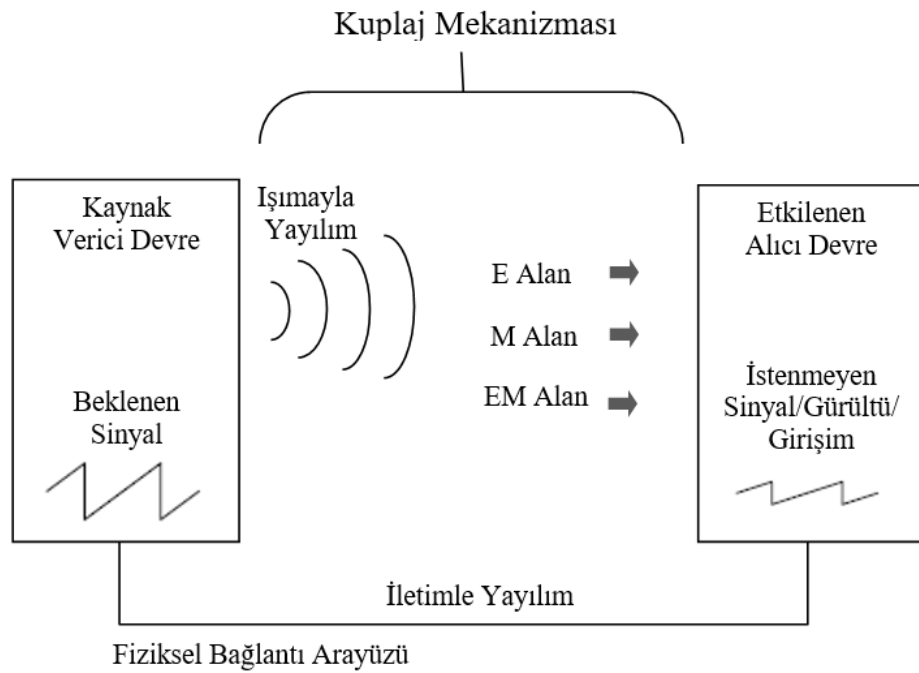 Kuplaj Mekanizması
Kaynak
Verici Devre
Beklenen
Sinyal
Işımayla
Yayılım
E Alan
M Alan
EM Alan
Etkilenen
Alıcı Devre
İstenmeyen
Sinyal/Gürültü/
Girişim
İletimle Yayılım
Fiziksel Bağlantı Arayüzü